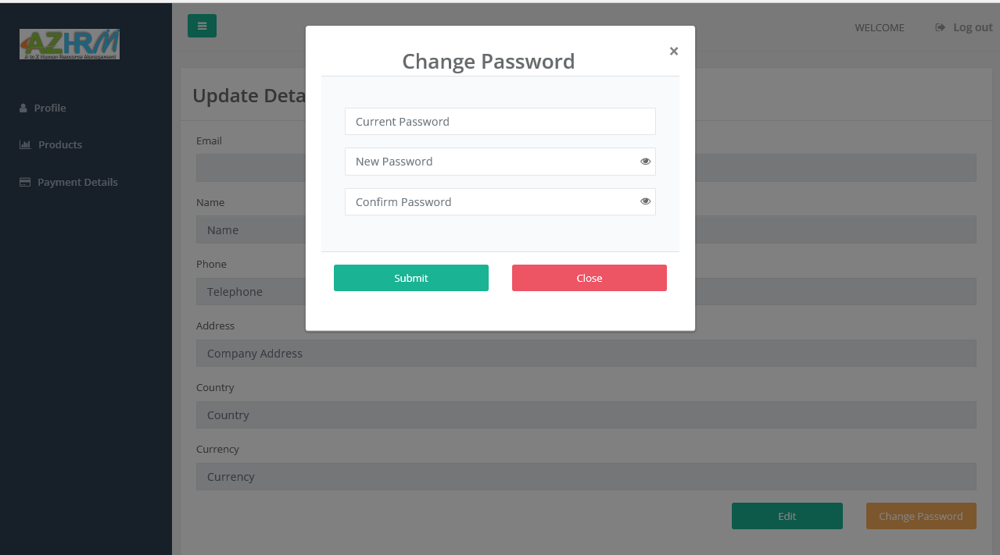 AZHRM
A to Z Human Resource Management
WELCOME
Log out
Profile
Products
Payment Details
Change Password
×
Current Password
New Password
Confirm Password
Submit
Close
Update Deta
Email
Name
Name
Phone
Telephone
Address
Company Address
Country
Country
Currency
Currency
Edit
Change Password